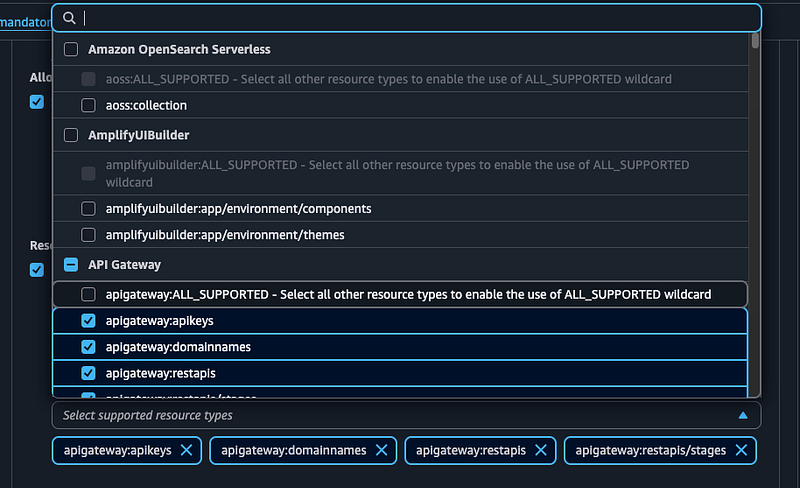 mandator
Amazon OpenSearch Serverless
Allo
aoss:ALL_SUPPORTED - Select all other resource types to enable the use of ALL_SUPPORTED wildcard
aoss:collection
AmplifyUIBuilder
amplifyuibuilder:ALL_SUPPORTED - Select all other resource types to enable the use of ALL_SUPPORTED
wildcard
amplifyuibuilder:app/environment/components
amplifyuibuilder:app/environment/themes
Reso
API Gateway
apigateway:ALL_SUPPORTED - Select all other resource types to enable the use of ALL_SUPPORTED wildcard
apigateway:apikeys
apigateway:domainnames
apigateway:restapis
apigateway:restapis/stages
Select supported resource types
apigateway:apikeys apigateway:domainnames apigateway:restapis apigateway:restapis/stages